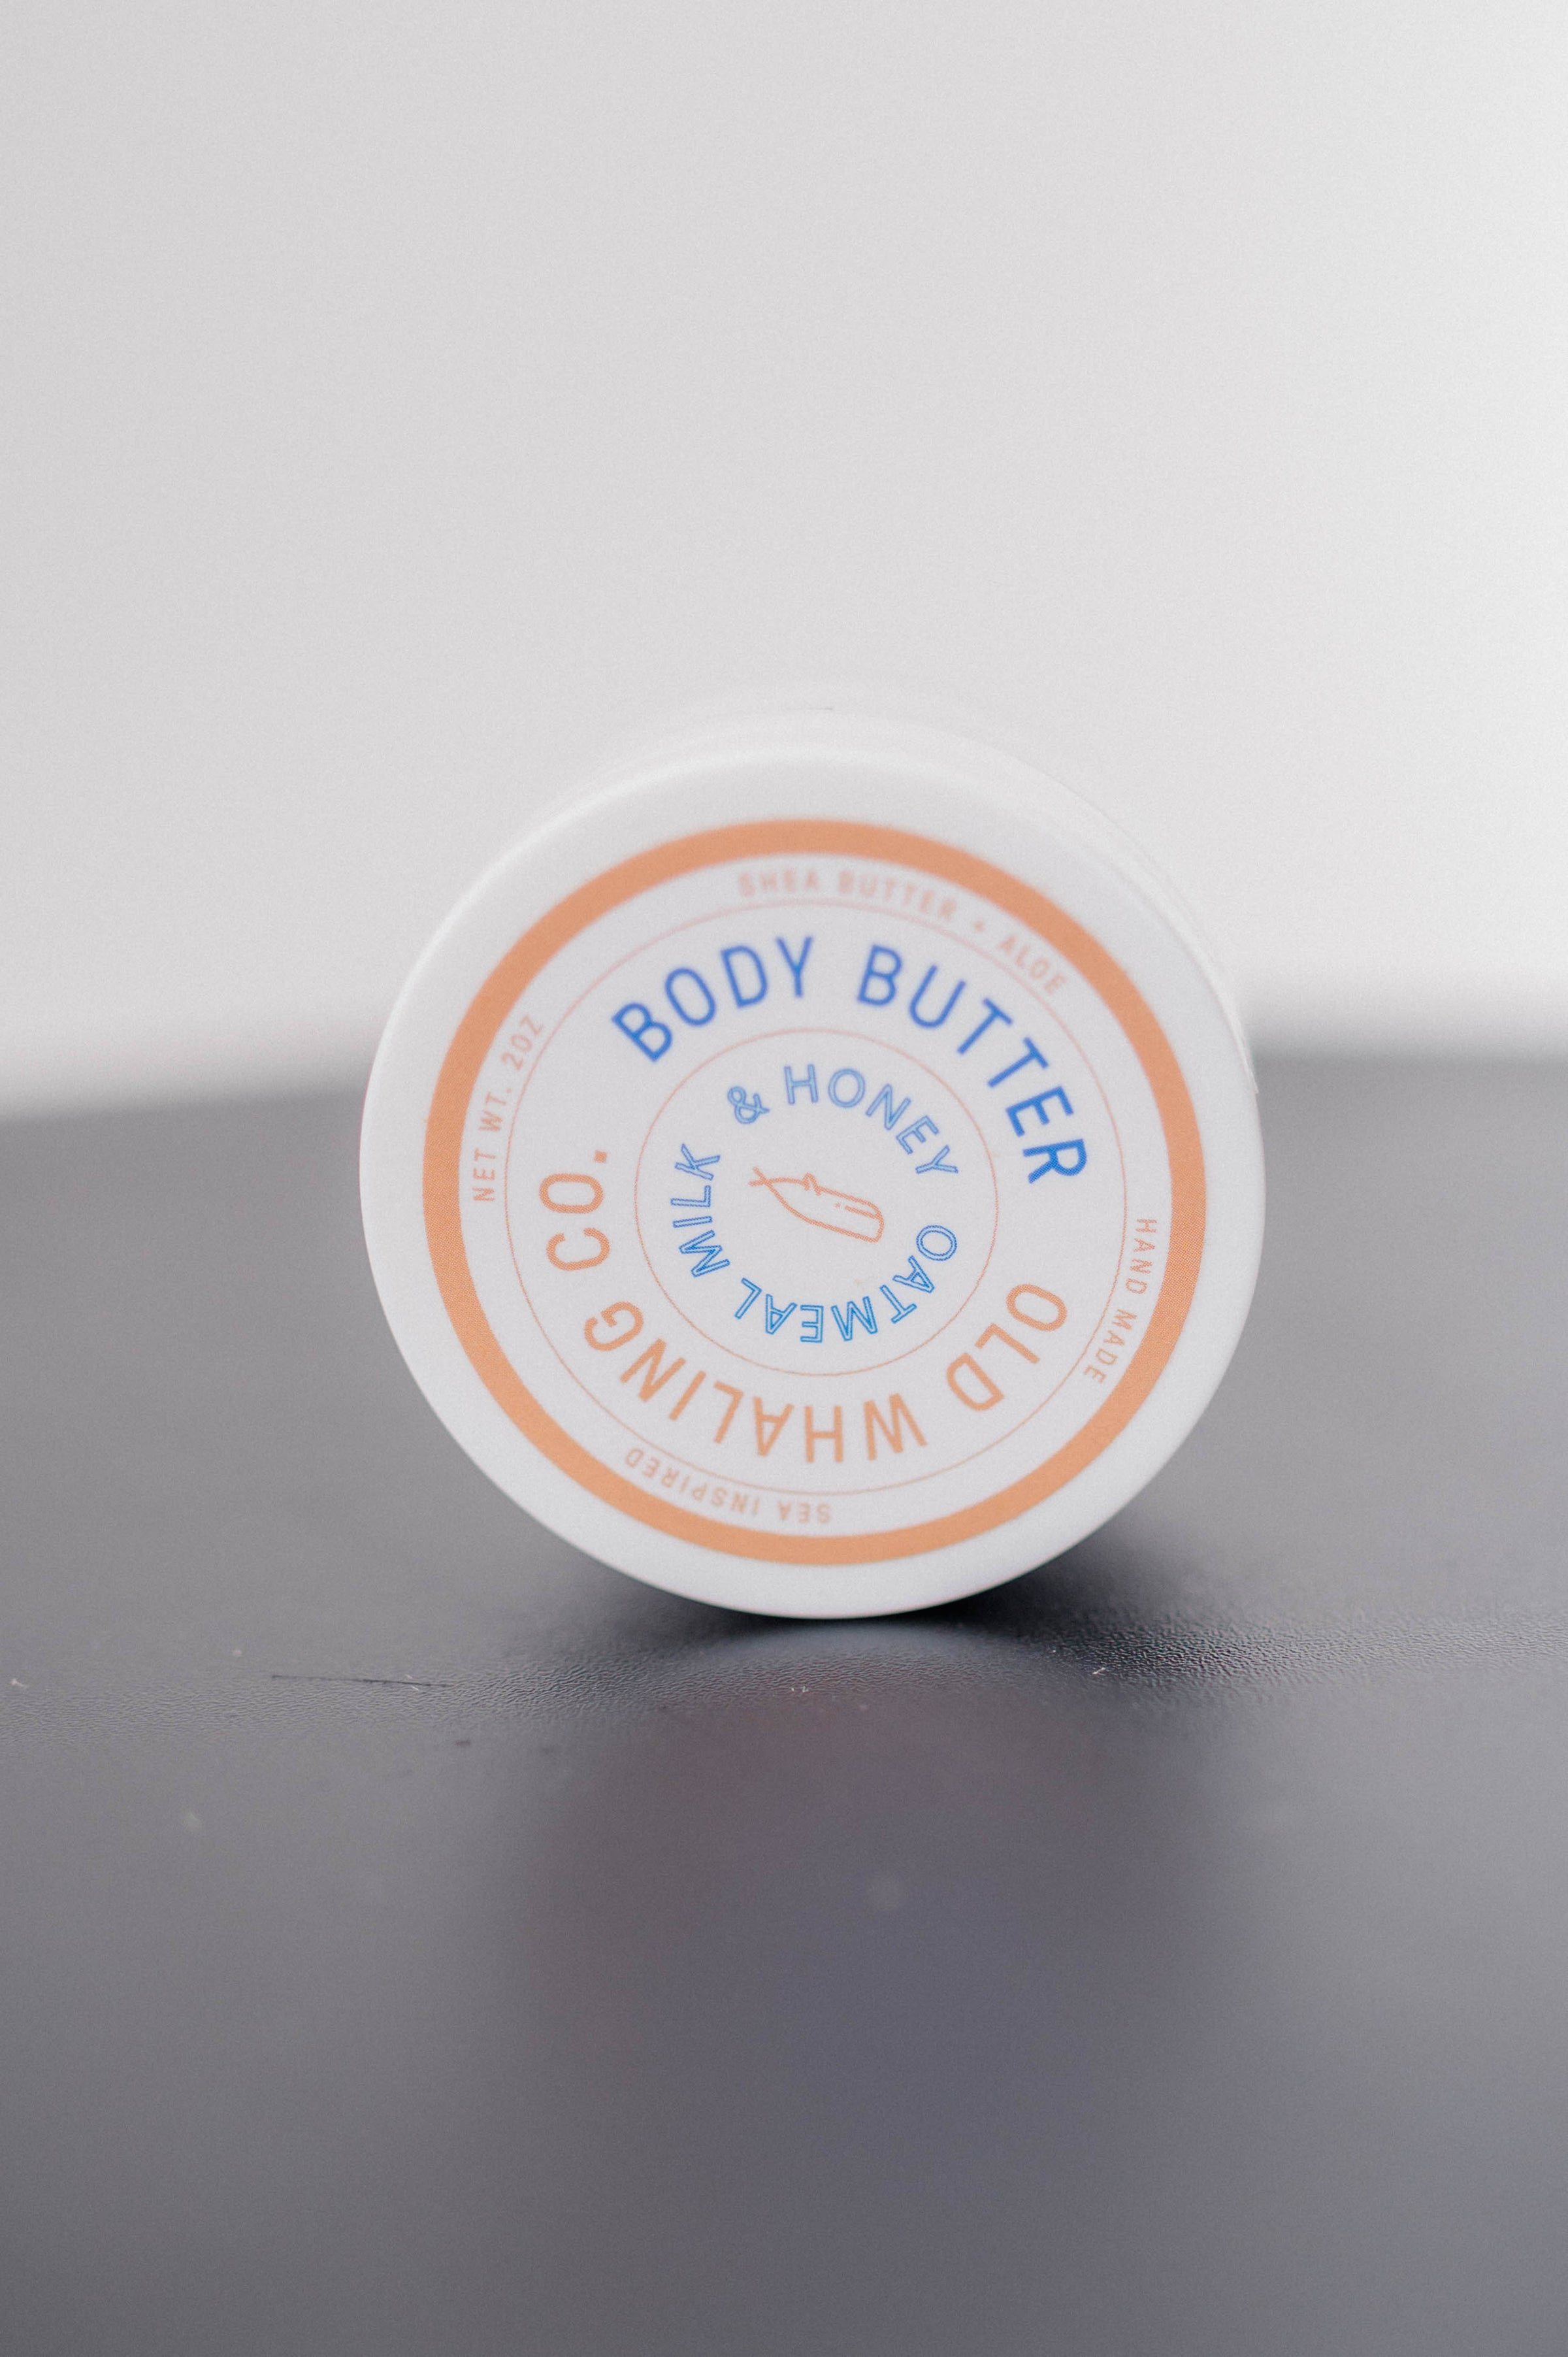 SHEA BUTTER + ALOE
HAND MADE
SEA INSPIRED
NET WT. 2OZ
BODY BUTTER
OLD WHALING CO.
OATMEAL MILK
& HONEY